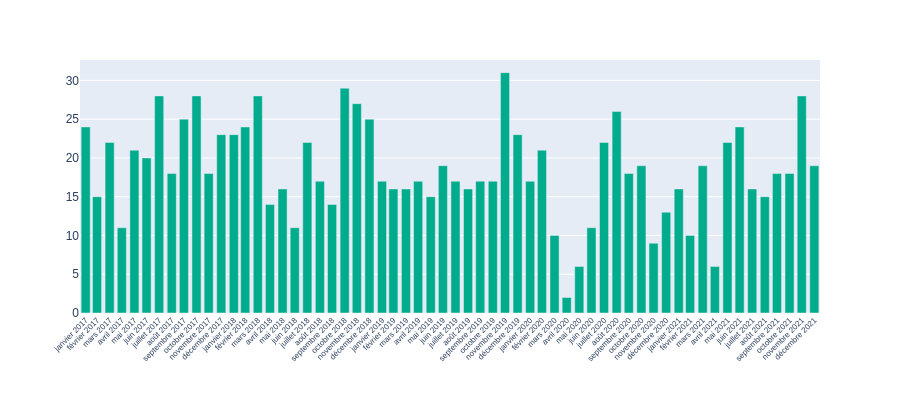 30
25
20
15
10
5
0
janvier 2017
février 2017
mars 2017
avril 2017
mai 2017
juin 2017
juillet 2017
août 2017
septembre 2017
octobre 2017
novembre 2017
décembre 2017
janvier 2018
février 2018
mars 2018
avril 2018
mai 2018
juin 2018
juillet 2018
août 2018
septembre 2018
octobre 2018
novembre 2018
décembre 2018
janvier 2019
février 2019
mars 2019
avril 2019
mai 2019
juin 2019
juillet 2019
août 2019
septembre 2019
octobre 2019
novembre 2019
décembre 2019
janvier 2020
février 2020
mars 2020
avril 2020
mai 2020
juin 2020
juillet 2020
août 2020
septembre 2020
octobre 2020
novembre 2020
décembre 2020
janvier 2021
février 2021
mars 2021
avril 2021
mai 2021
juin 2021
juillet 2021
août 2021
septembre 2021
octobre 2021
novembre 2021
décembre 2021